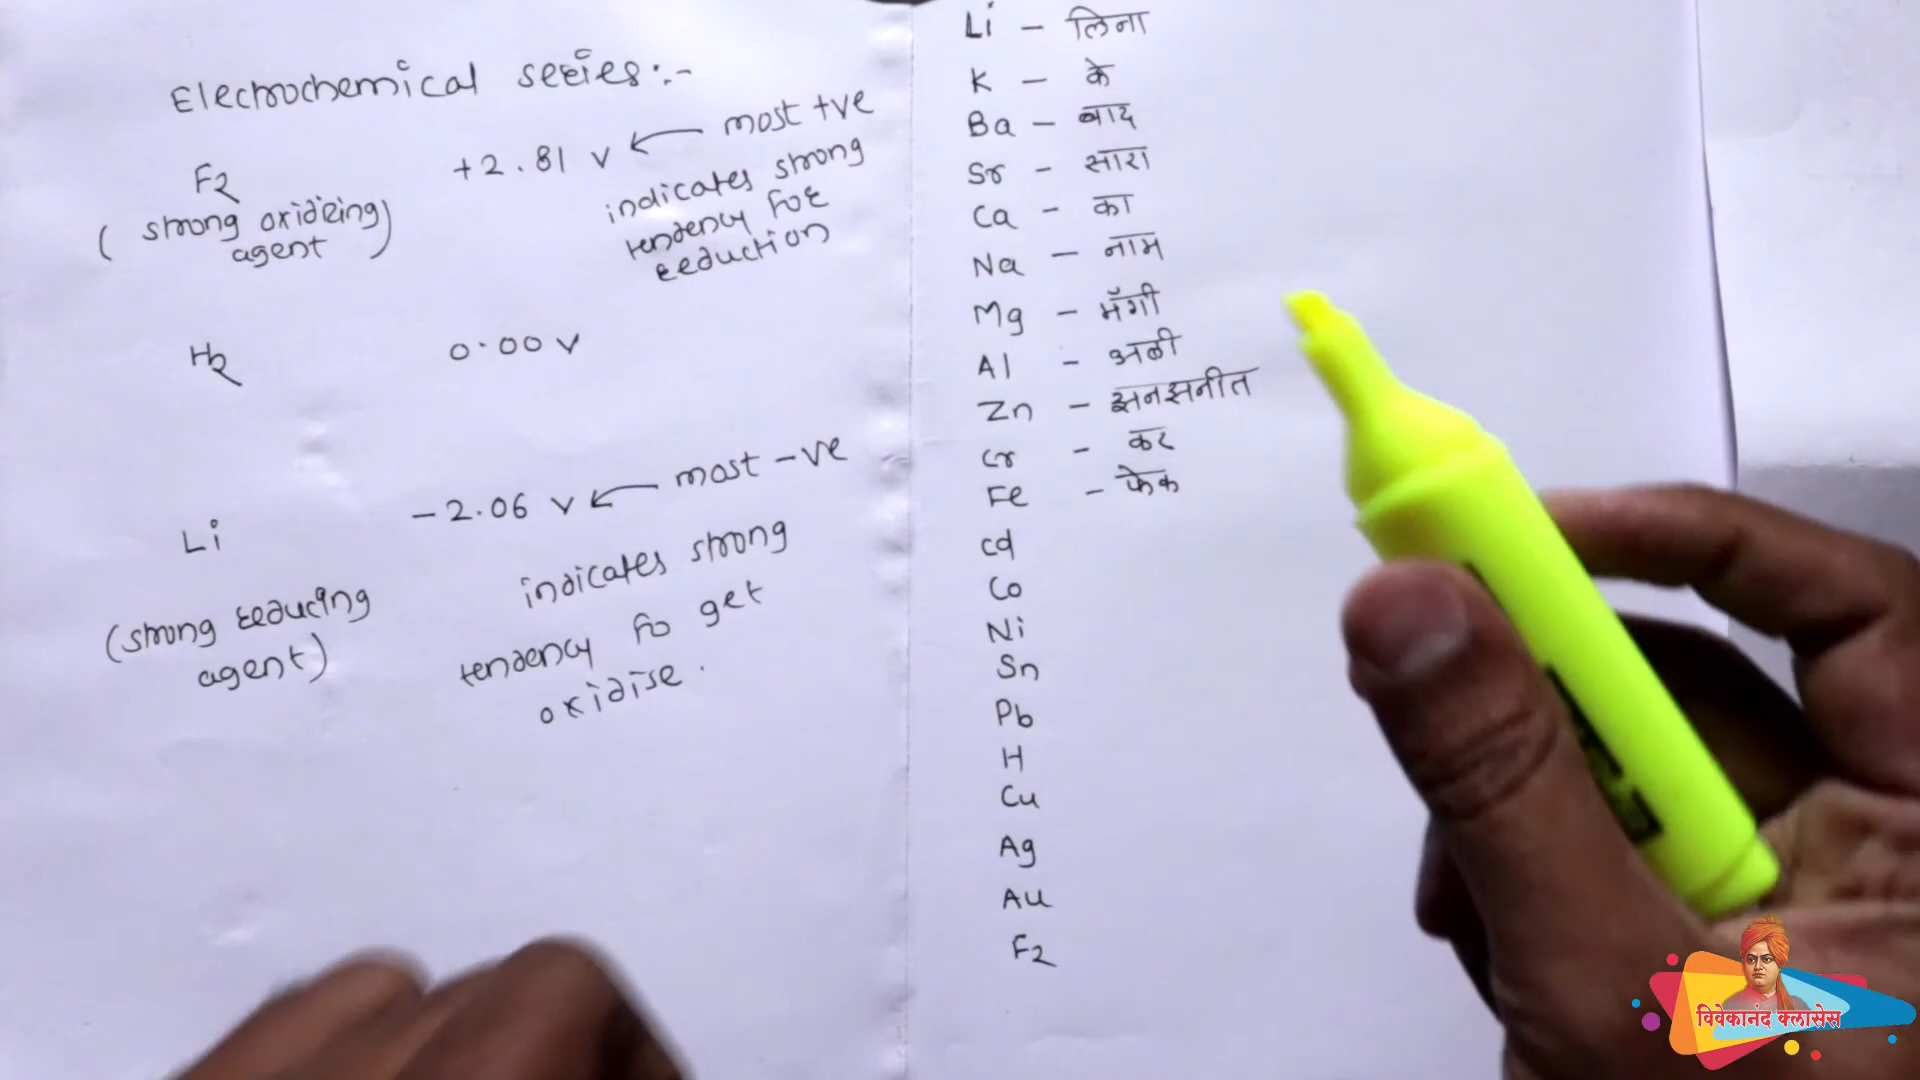 Electrochemical series:-
F2 +2.81 V ← most +ve
(strong oxidizing agent)
indicates strong
tendency for
reduction
H2 0.00 V
Li -2.06 V ← most -ve
(strong reducing
agent)
indicates strong
tendency to get
oxidise.
Li - लिना
K - के
Ba - बाद
Sr - सारा
Ca - का
Na - नाम
Mg - मॅगी
Al - अली
Zn - झनझनीत
Cr - कर
Fe - फेक
Cd
Co
Ni
Sn
Pb
H
Cu
Ag
Au
F2
विवेकानंद क्लासेस